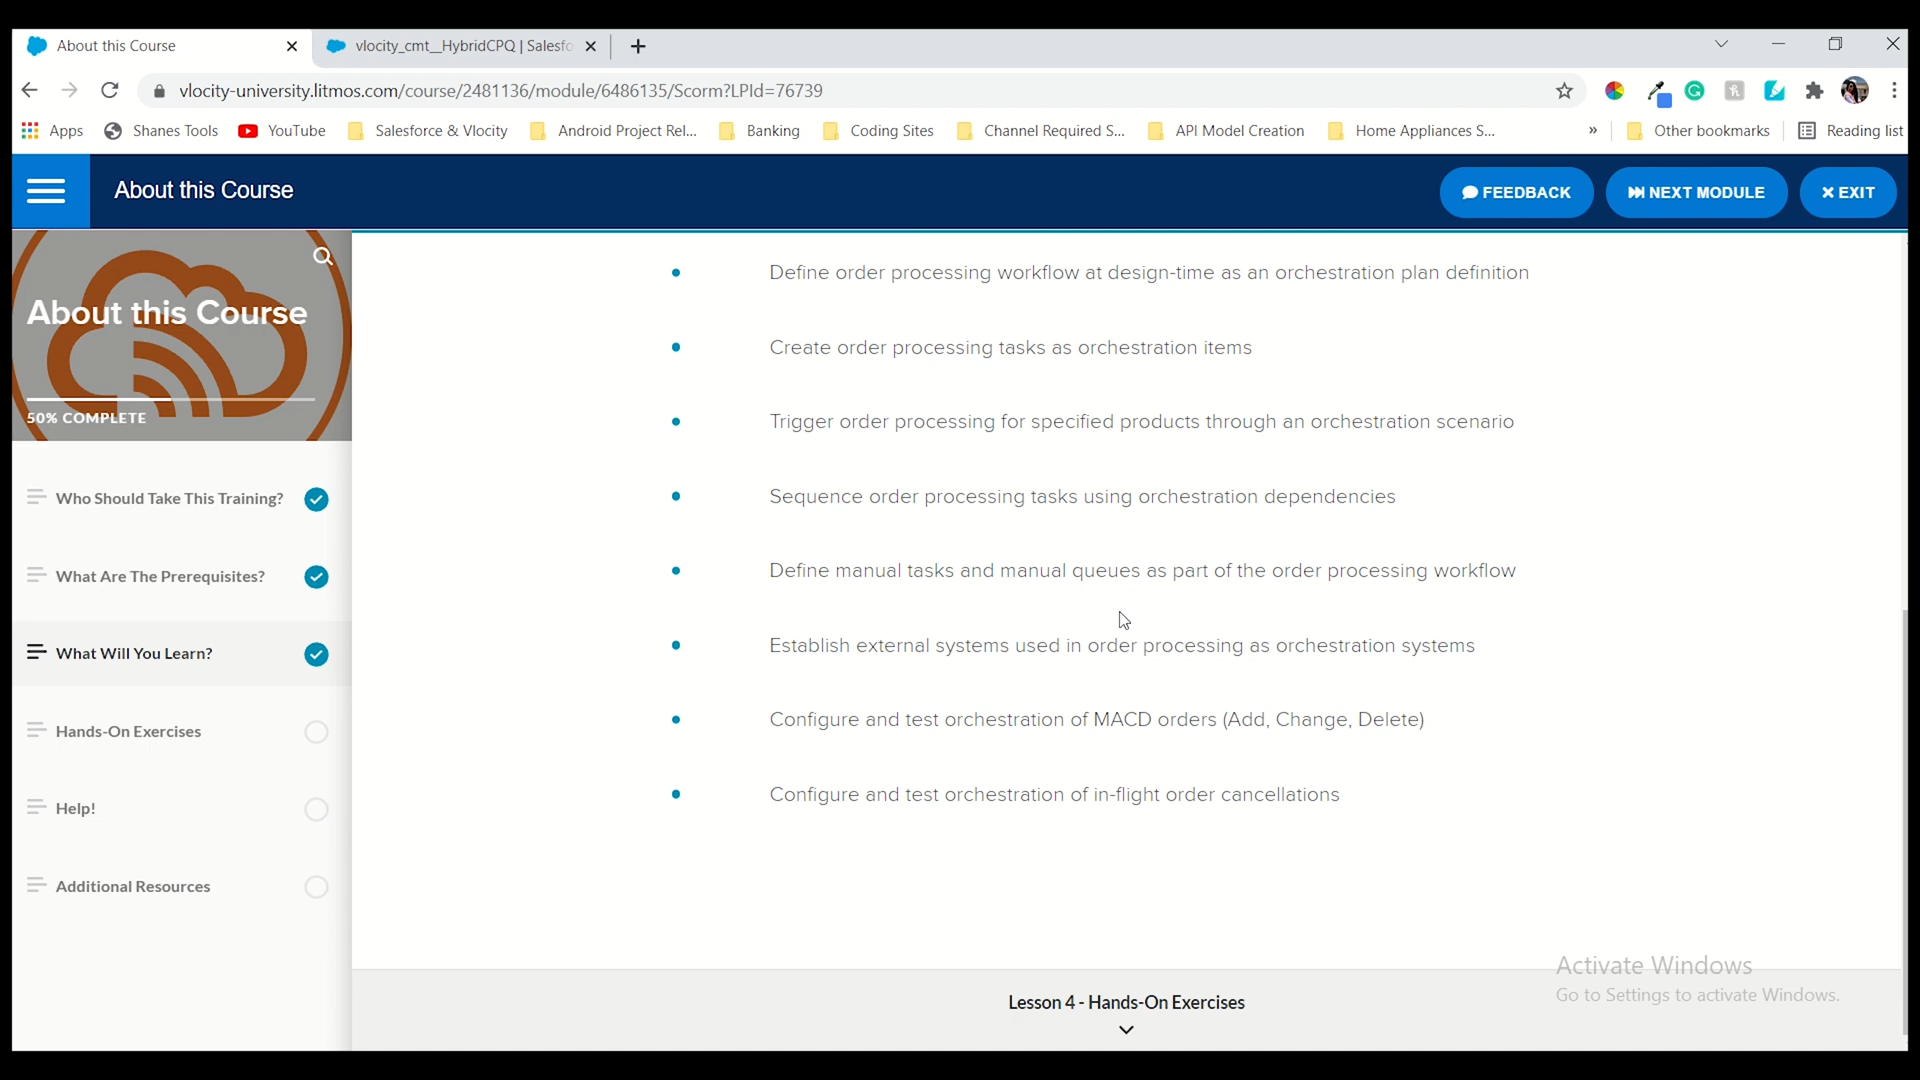 About this Course
vlocity_cmt__HybridCPQ | Salesfo
vlocity-university.litmos.com/course/2481136/module/6486135/Scorm?LPId=76739
Apps
Shanes Tools
YouTube
Salesforce & Vlocity
Android Project Rel...
Banking
Coding Sites
Channel Required S...
API Model Creation
Home Appliances S...
»
Other bookmarks
Reading list
About this Course
FEEDBACK
NEXT MODULE
EXIT
About this Course
50% COMPLETE
Who Should Take This Training?
What Are The Prerequisites?
What Will You Learn?
Hands-On Exercises
Help!
Additional Resources
Define order processing workflow at design-time as an orchestration plan definition
Create order processing tasks as orchestration items
Trigger order processing for specified products through an orchestration scenario
Sequence order processing tasks using orchestration dependencies
Define manual tasks and manual queues as part of the order processing workflow
Establish external systems used in order processing as orchestration systems
Configure and test orchestration of MACD orders (Add, Change, Delete)
Configure and test orchestration of in-flight order cancellations
Lesson 4 - Hands-On Exercises
Activate Windows
Go to Settings to activate Windows.